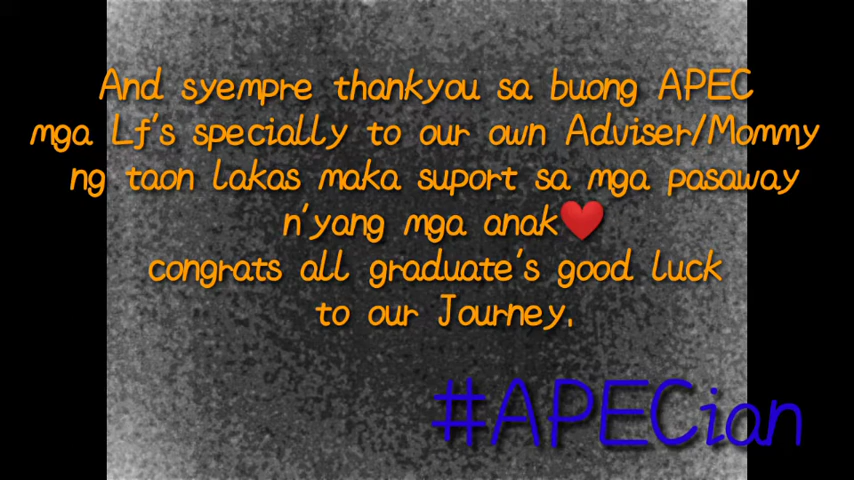 And syempre thankyou sa buong APEC
mga Lf's specially to our own Adviser/Mommy
ng taon lakas maka suport sa mga pasaway
n'yang mga anak❤️
congrats all graduate's good luck
to our Journey.
#APECian